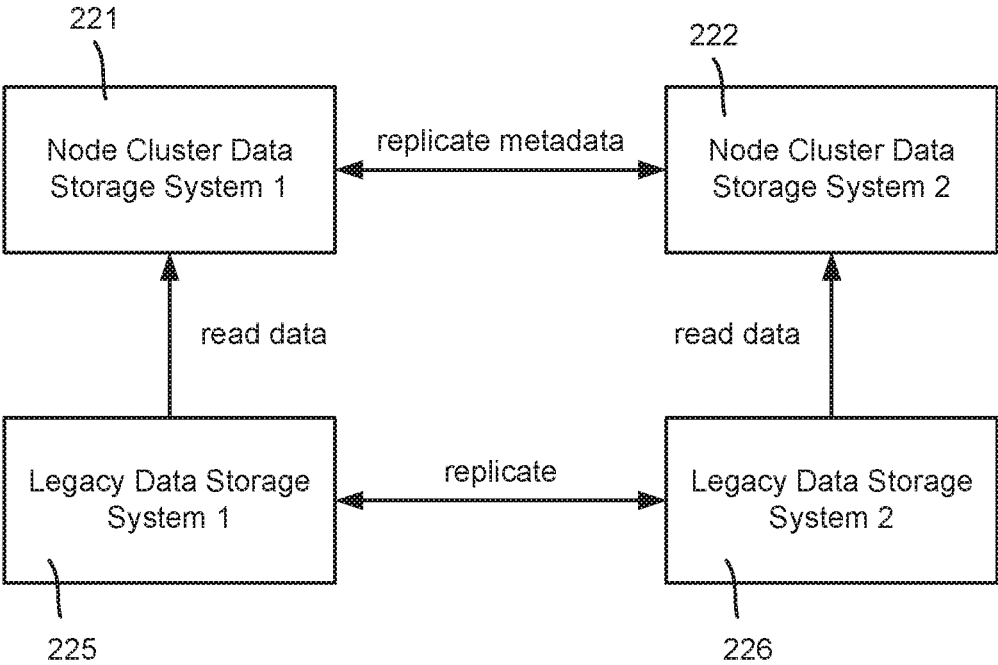 221
222
Node Cluster Data
Storage System 1
replicate metadata
Node Cluster Data
Storage System 2
read data
read data
Legacy Data Storage
System 1
replicate
Legacy Data Storage
System 2
225
226